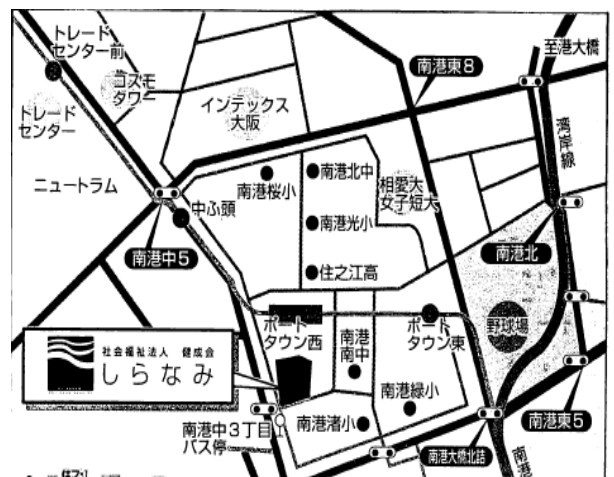 トレード
センター前
コスモ
タワー
トレード
センター
インテックス
大阪
南港東8
至港大橋
湾岸線
ニュートラム
中ふ頭
南港桜小
南港北中
南港光小
相愛大
女子短大
住之江高
南港中5
南港北
ポート
タウン西
南港
南中
ポート
タウン東
野球場
社会福祉法人 健成会
しらなみ
南港中3丁目
バス停
南港渚小
南港緑小
南港大橋北詰
南港東5
南港